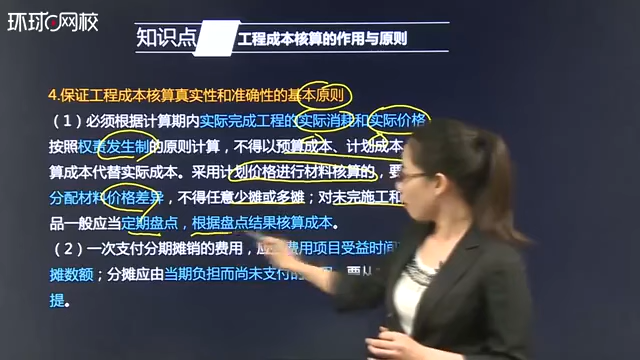 环球网校
知识点
工程成本核算的作用与原则
4.保证工程成本核算真实性和准确性的基本原则
（1）必须根据计算期内实际完成工程的实际消耗和实际价格
按照权责发生制的原则计算，不得以预算成本、计划成本
算成本代替实际成本。采用计划价格进行材料核算的，要
分配材料价格差异，不得任意少摊或多摊；对未完施工和
品一般应当定期盘点，根据盘点结果核算成本。
（2）一次支付分期摊销的费用，应 费用项目受益时间
摊数额；分摊应由当期负担而尚未支付的 要从
提。